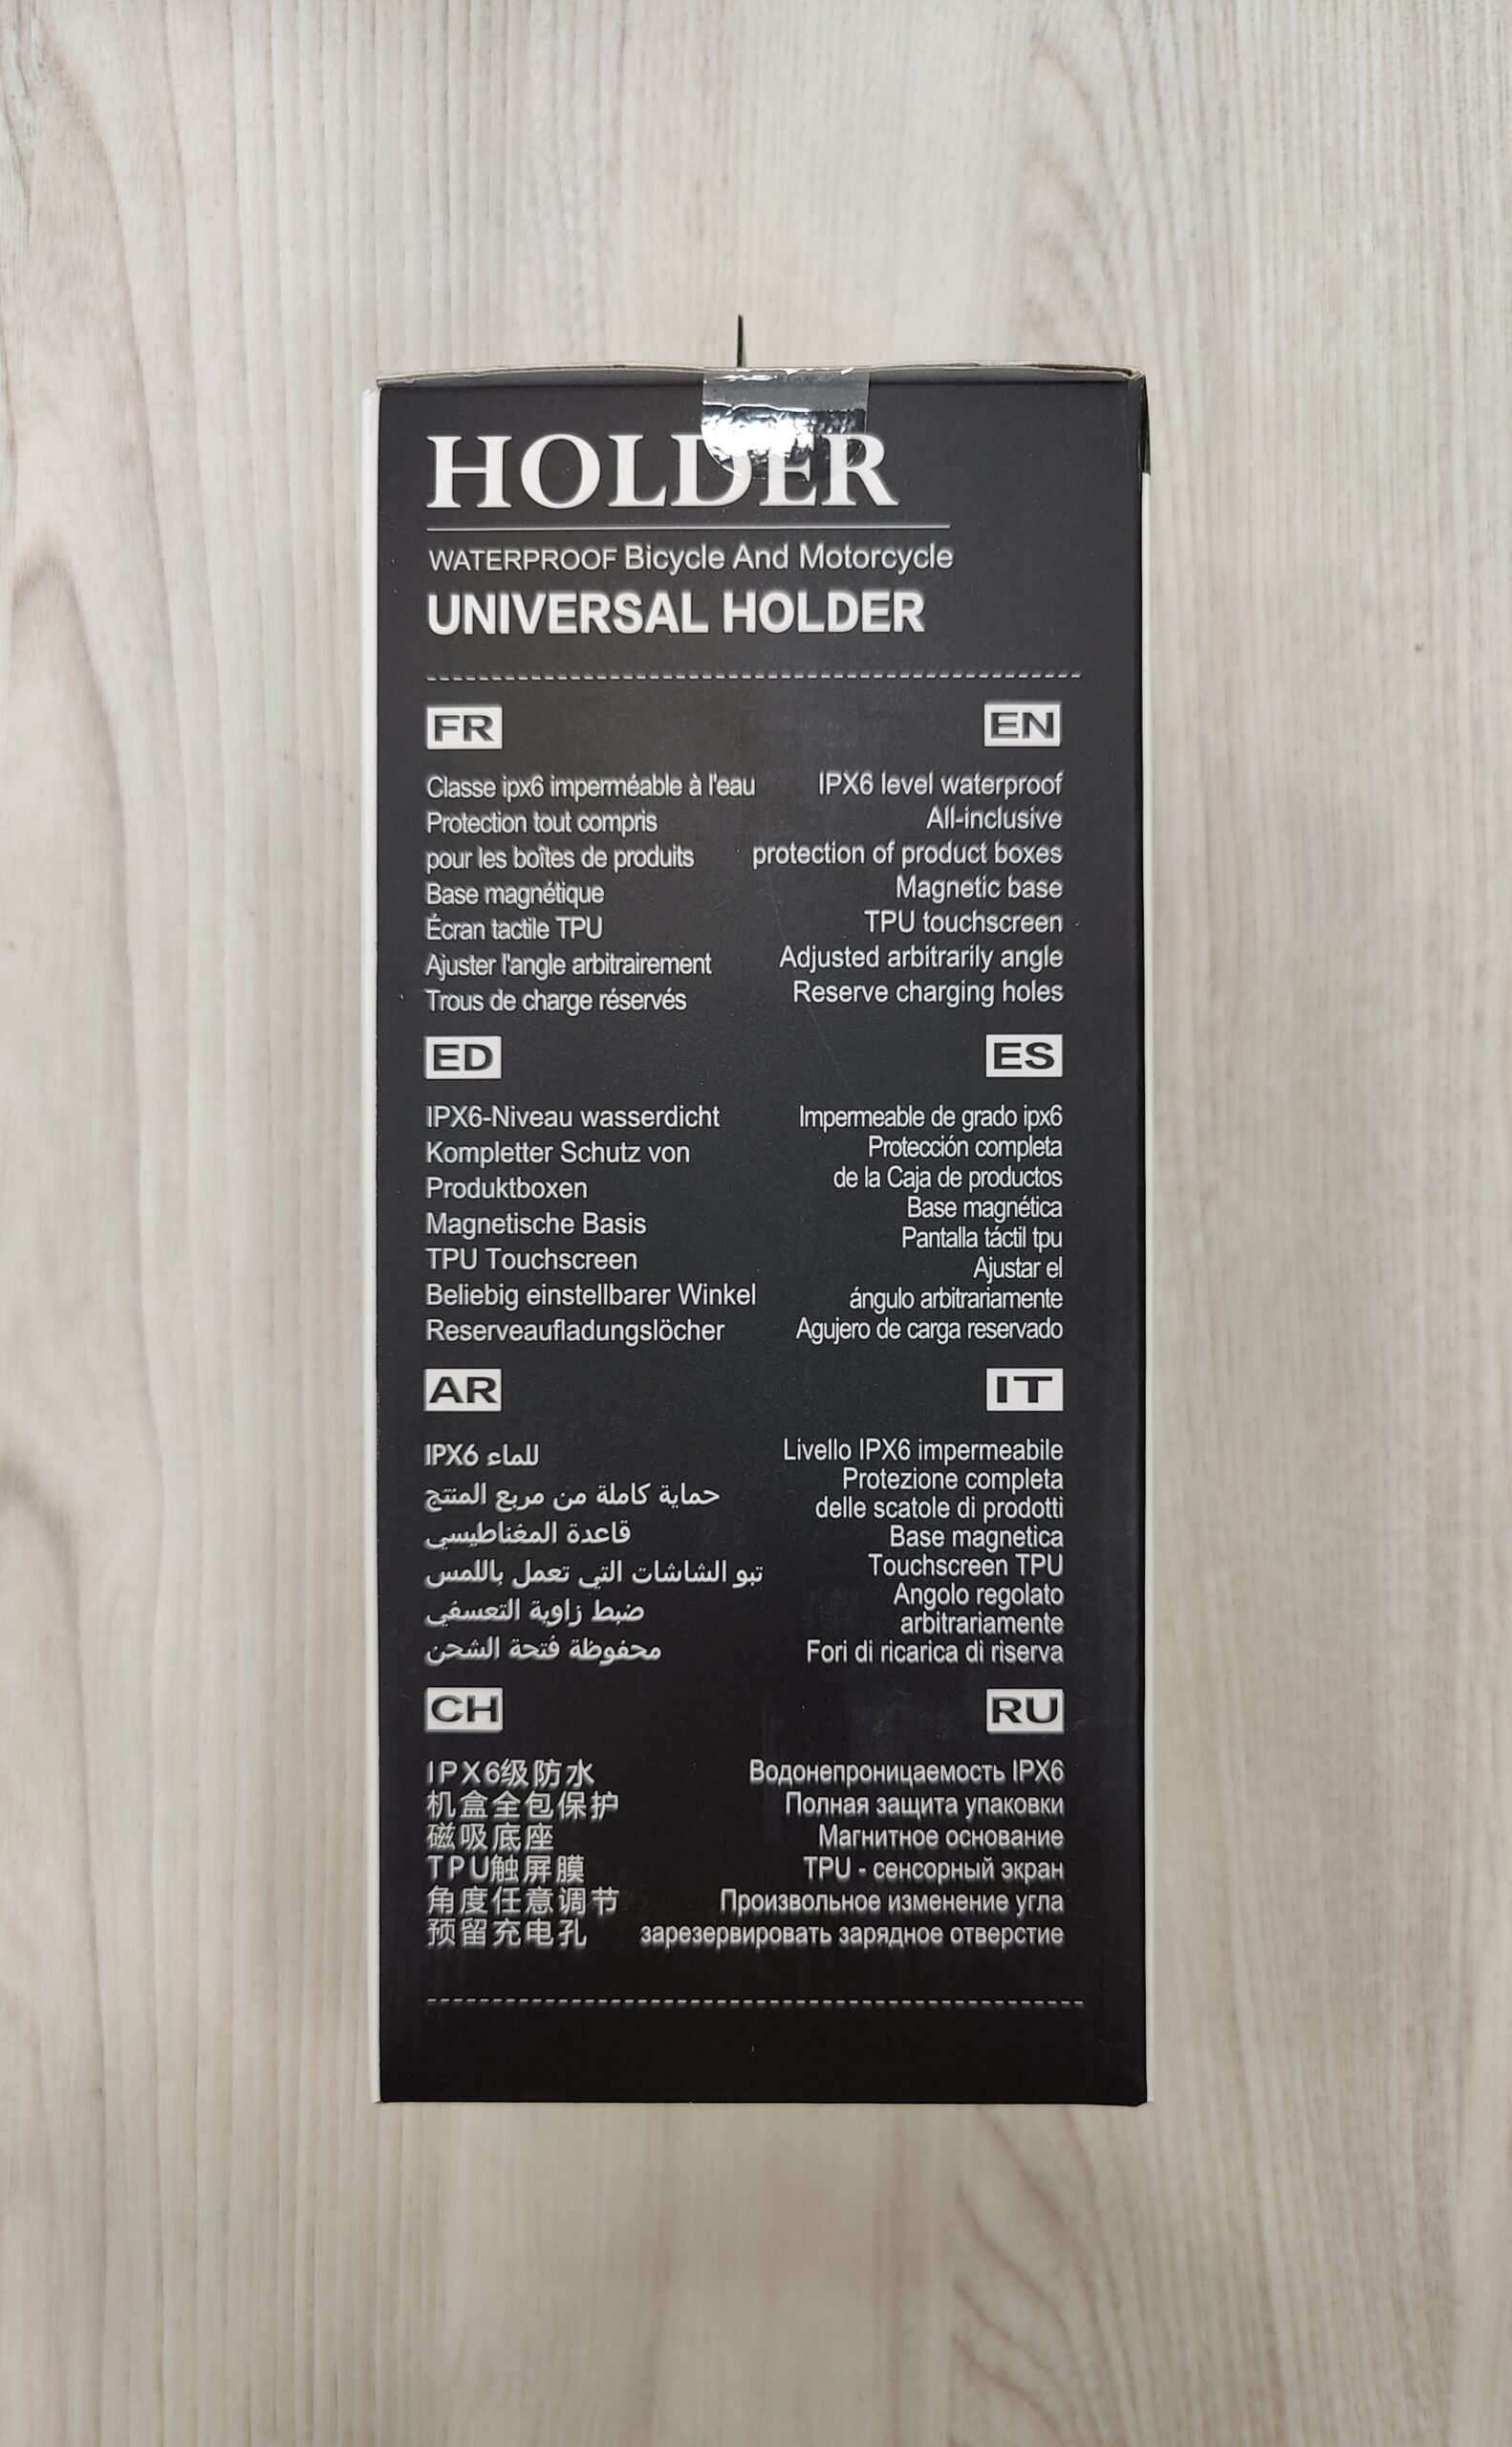 HOLDER
WATERPROOF Bicycle And Motorcycle
UNIVERSAL HOLDER
FR
Classe ipx6 imperméable à l'eau
Protection tout compris
pour les boîtes de produits
Base magnétique
Écran tactile TPU
Ajuster l'angle arbitrairement
Trous de charge réservés
EN
IPX6 level waterproof
All-inclusive
protection of product boxes
Magnetic base
TPU touchscreen
Adjusted arbitrarily angle
Reserve charging holes
ED
IPX6-Niveau wasserdicht
Kompletter Schutz von
Produktboxen
Magnetische Basis
TPU Touchscreen
Beliebig einstellbarer Winkel
Reserveaufladungslöcher
ES
Impermeable de grado ipx6
Protección completa
de la Caja de productos
Base magnética
Pantalla táctil tpu
Ajustar el
ángulo arbitrariamente
Agujero de carga reservado
AR
للماء IPX6
حماية كاملة من مربع المنتج
قاعدة المغناطيسي
تبو الشاشات التي تعمل باللمس
ضبط زاوية التعسفي
محفوظة فتحة الشحن
IT
Livello IPX6 impermeabile
Protezione completa
delle scatole di prodotti
Base magnetica
Touchscreen TPU
Angolo regolato
arbitrariamente
Fori di ricarica di riserva
CH
IPX6级防水
机盒全包保护
磁吸底座
TPU触屏膜
角度任意调节
预留充电孔
RU
Водонепроницаемость IPX6
Полная защита упаковки
Магнитное основание
TPU - сенсорный экран
Произвольное изменение угла
зарезервировать зарядное отверстие